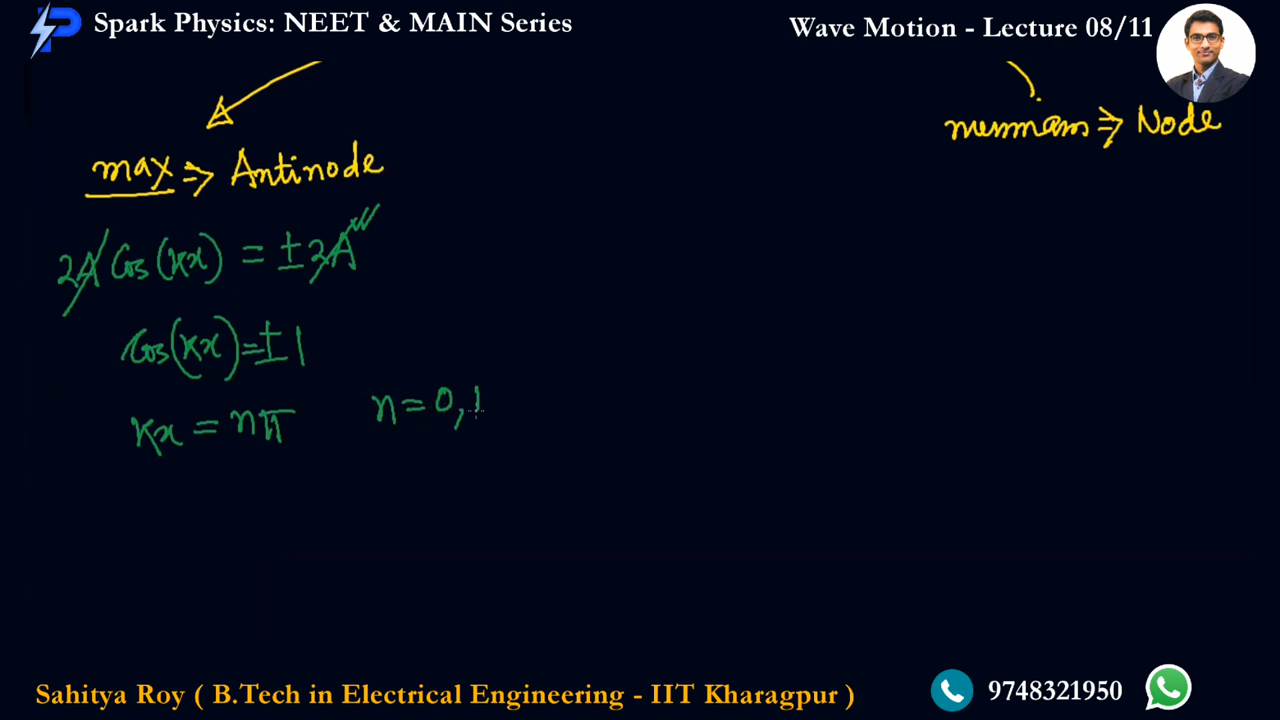 Spark Physics: NEET & MAIN Series
Wave Motion - Lecture 08/11
max ⇒ Antinode
⇒ Node
2A Cos(Kx) = ± 2A
Cos(Kx) = ± 1
Kx = nπ n = 0, 1
Sahitya Roy ( B.Tech in Electrical Engineering - IIT Kharagpur )
9748321950